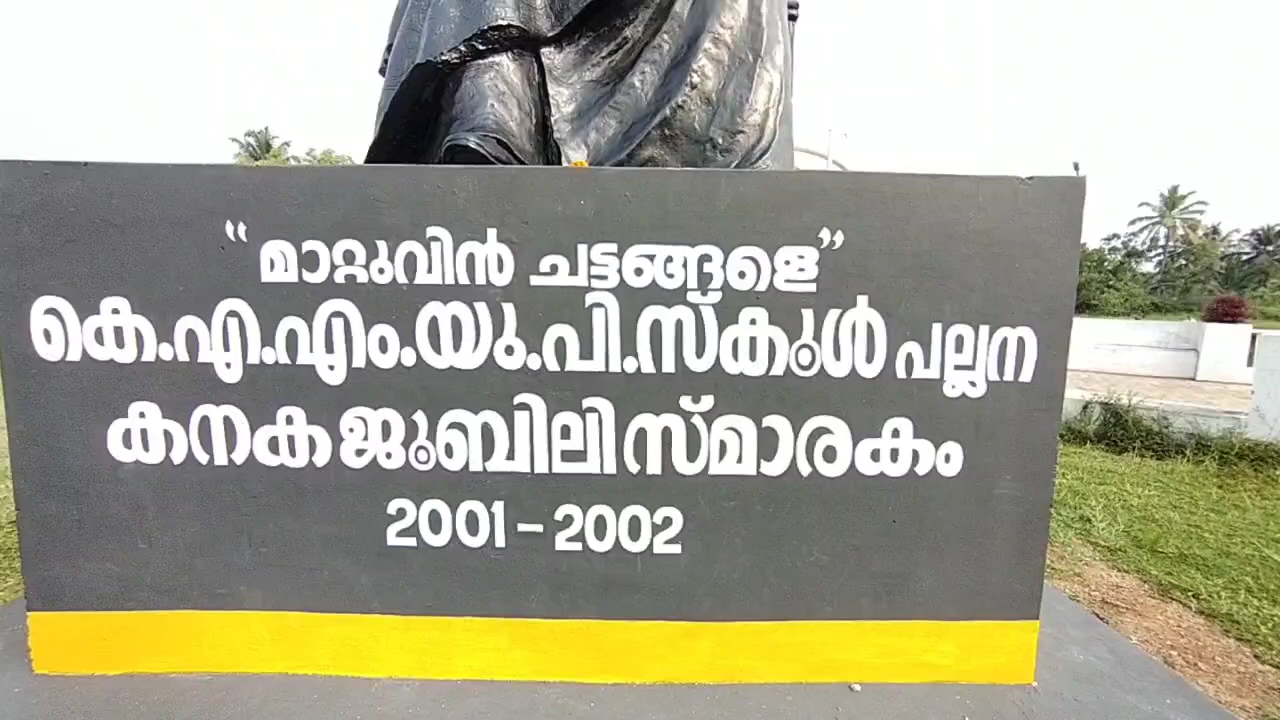 “മാറ്റുവിൻ ചട്ടങ്ങളെ”
കെ.എ.എം.യു.പി.സ്കൂൾ പല്ലന
കനകജൂബിലി സ്മാരകം
2001-2002